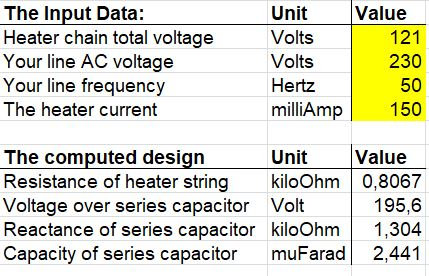 The Input Data: Unit Value
Heater chain total voltage Volts 121
Your line AC voltage Volts 230
Your line frequency Hertz 50
The heater current milliAmp 150
The computed design Unit Value
Resistance of heater string kiloOhm 0,8067
Voltage over series capacitor Volt 195,6
Reactance of series capacitor kiloOhm 1,304
Capacity of series capacitor muFarad 2,441